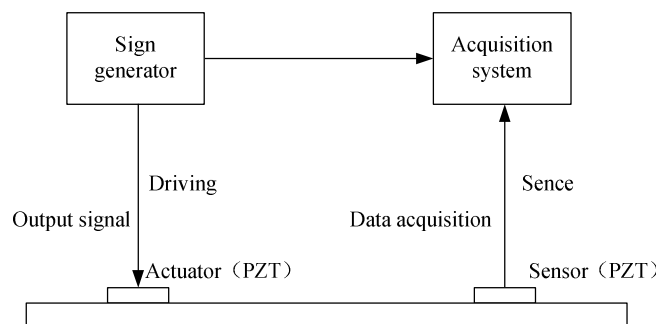 Sign
generator
Acquisition
system
Driving
Sence
Output signal
Data acquisition
Actuator（PZT）
Sensor（PZT）